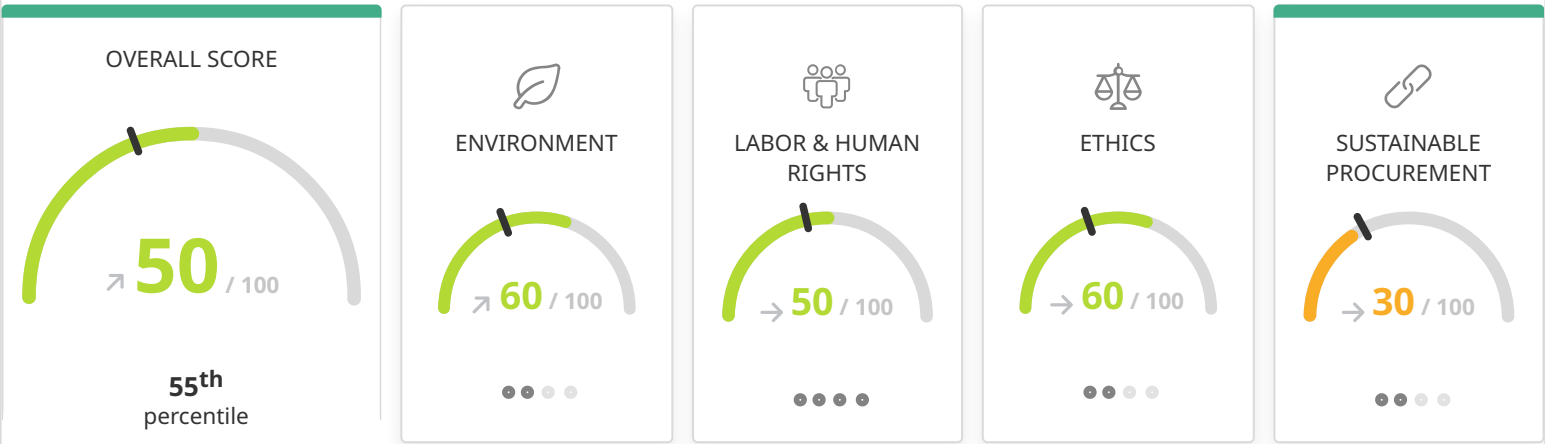 OVERALL SCORE
50 / 100
55th
percentile
ENVIRONMENT
60 / 100
LABOR & HUMAN
RIGHTS
50 / 100
ETHICS
60 / 100
SUSTAINABLE
PROCUREMENT
30 / 100